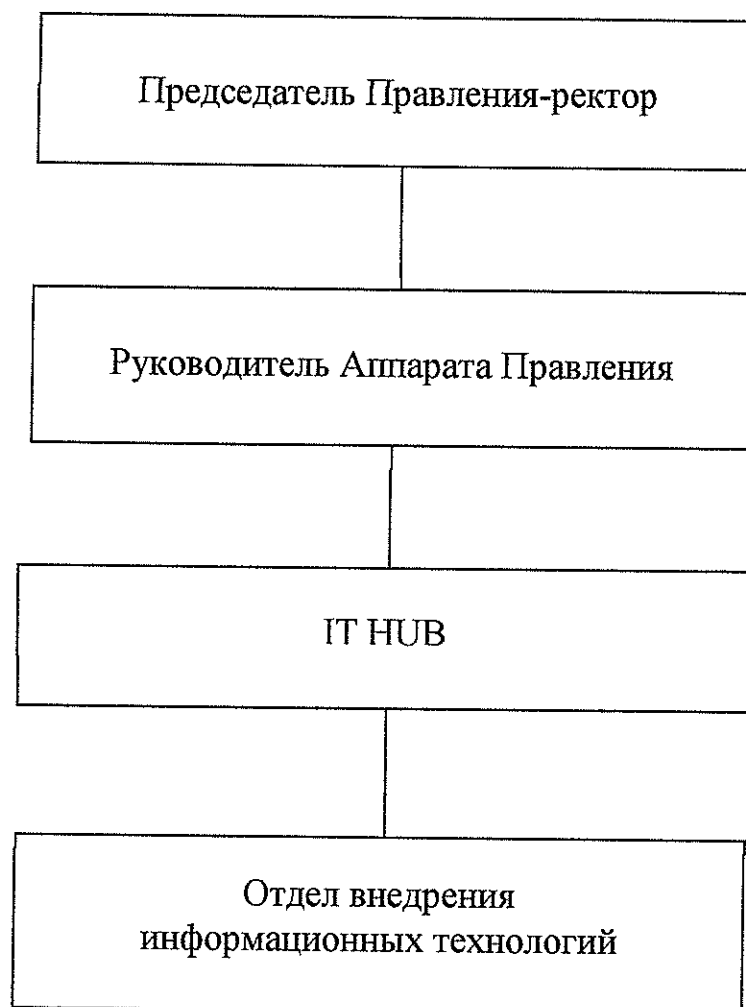 Председатель Правления-ректор
Руководитель Аппарата Правления
IT HUB
Отдел внедрения
информационных технологий